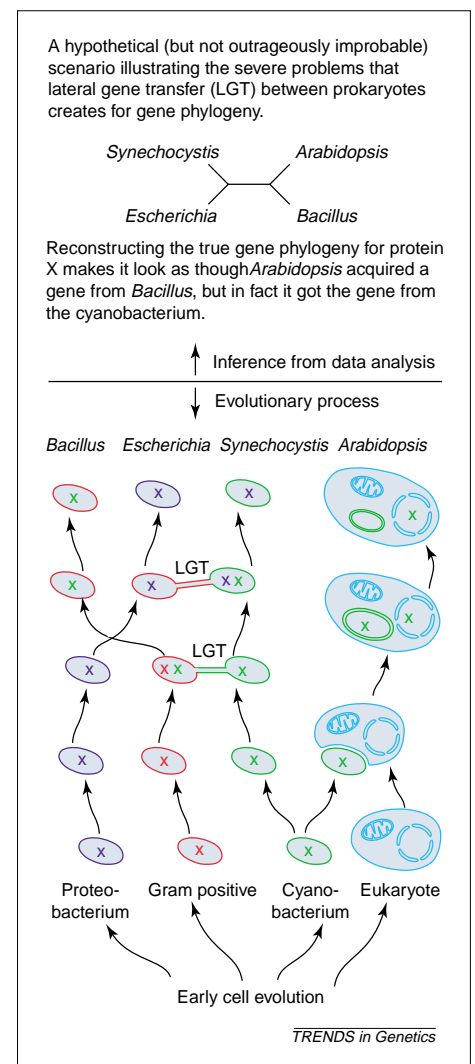 A hypothetical (but not outrageously improbable)
scenario illustrating the severe problems that
lateral gene transfer (LGT) between prokaryotes
creates for gene phylogeny.
Synechocystis Arabidopsis
Escherichia Bacillus
Reconstructing the true gene phylogeny for protein
X makes it look as thoughArabidopsis acquired a
gene from Bacillus, but in fact it got the gene from
the cyanobacterium.
Inference from data analysis
Evolutionary process
Bacillus Escherichia Synechocystis Arabidopsis
X X X X
LGT
X X X X
X X
LGT
X X X X
X X X X
X X X
Proteo-
bacterium
Gram positive
Cyano-
bacterium
Eukaryote
Early cell evolution
TRENDS in Genetics